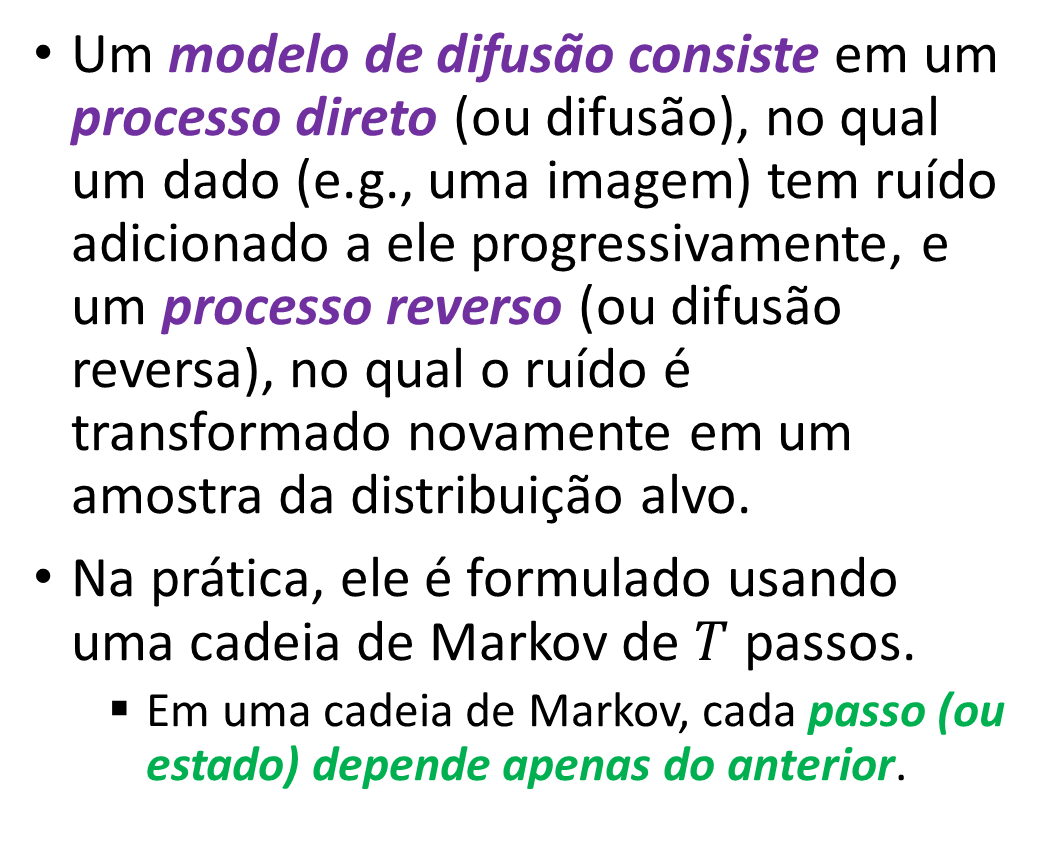 • Um modelo de difusão consiste em um
processo direto (ou difusão), no qual
um dado (e.g., uma imagem) tem ruído
adicionado a ele progressivamente, e
um processo reverso (ou difusão
reversa), no qual o ruído é
transformado novamente em um
amostra da distribuição alvo.
• Na prática, ele é formulado usando
uma cadeia de Markov de T passos.
▪ Em uma cadeia de Markov, cada passo (ou
estado) depende apenas do anterior.